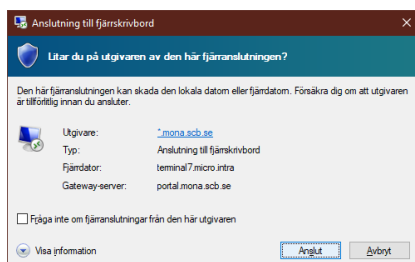 Anslutning till fjärrskrivbord
Litar du på utgivaren av den här fjärranslutningen?
Den här fjärranslutningen kan skada den lokala datorn eller fjärrdatorn. Försäkra dig om att utgivaren
är tillförlitlig innan du ansluter.
Utgivare: *.mona.scb.se
Typ: Anslutning till fjärrskrivbord
Fjärrdator: terminal7.micro.intra
Gateway-server: portal.mona.scb.se
Fråga inte om fjärranslutningar från den här utgivaren
Visa information Anslut Avbryt